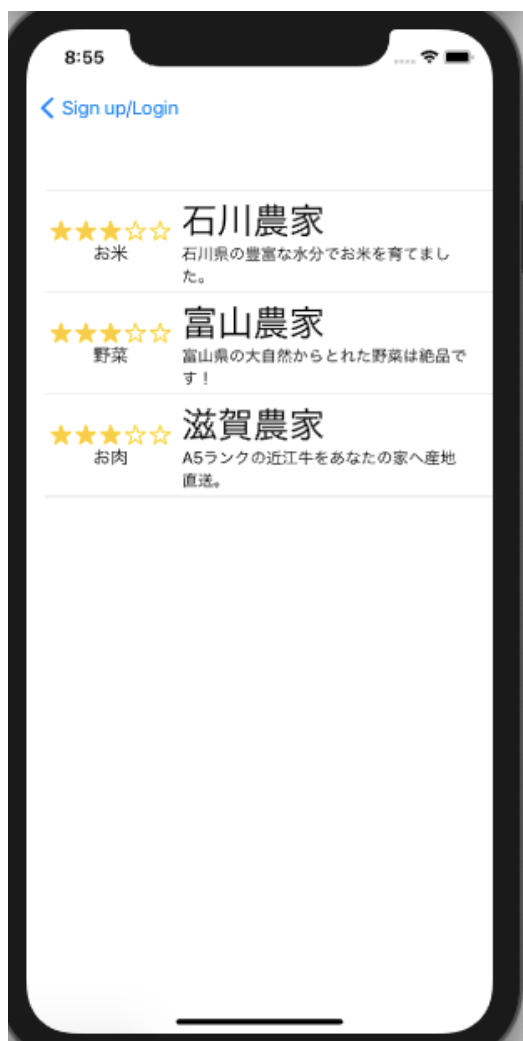 8:55
Sign up/Login
石川農家
★★★☆☆
お米
石川県の豊富な水分でお米を育てまし
た。
富山農家
★★★☆☆
野菜
富山県の大自然からとれた野菜は絶品で
す！
滋賀農家
★★★☆☆
お肉
A5ランクの近江牛をあなたの家へ産地
直送。